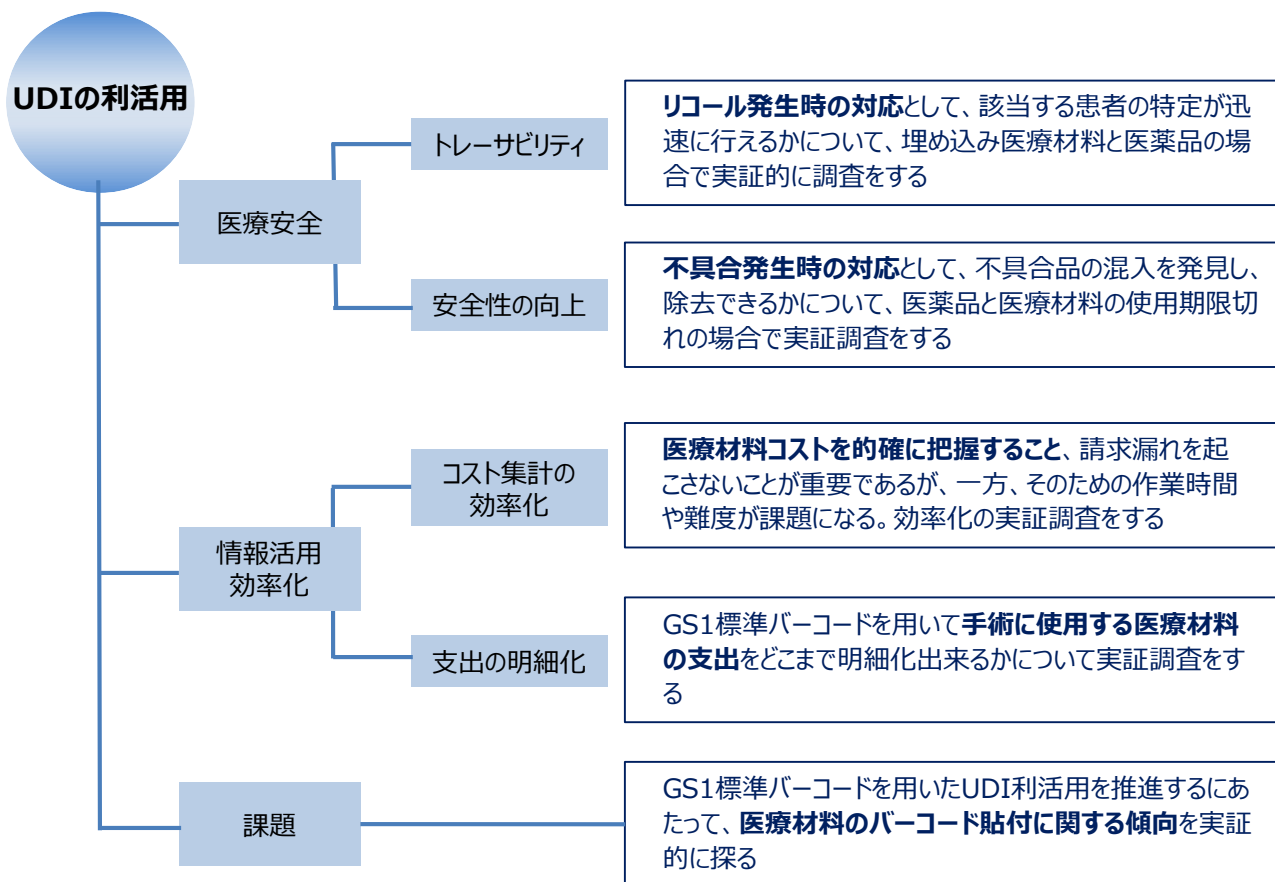 UDIの利活用
医療安全
トレーサビリティ
リコール発生時の対応として、該当する患者の特定が迅
速に行えるかについて、埋め込み医療材料と医薬品の場
合で実証的に調査をする
安全性の向上
不具合発生時の対応として、不具合品の混入を発見し、
除去できるかについて、医薬品と医療材料の使用期限切
れの場合で実証調査をする
情報活用
効率化
コスト集計の
効率化
医療材料コストを的確に把握すること、請求漏れを起
こさないことが重要であるが、一方、そのための作業時間
や難度が課題になる。効率化の実証調査をする
支出の明細化
GS1標準バーコードを用いて手術に使用する医療材料
の支出をどこまで明細化出来るかについて実証調査をす
る
課題
GS1標準バーコードを用いたUDI利活用を推進するにあ
たって、医療材料のバーコード貼付に関する傾向を実証
的に探る